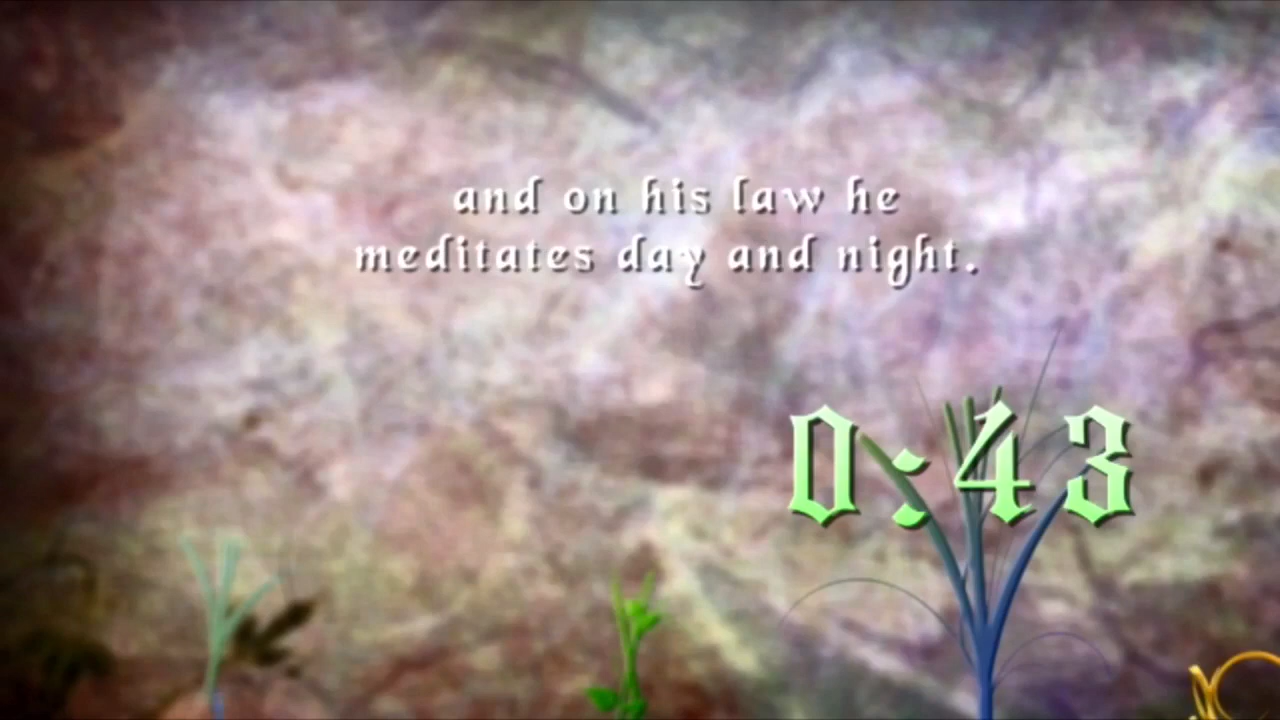 and on his law he
meditates day and night.
0:43